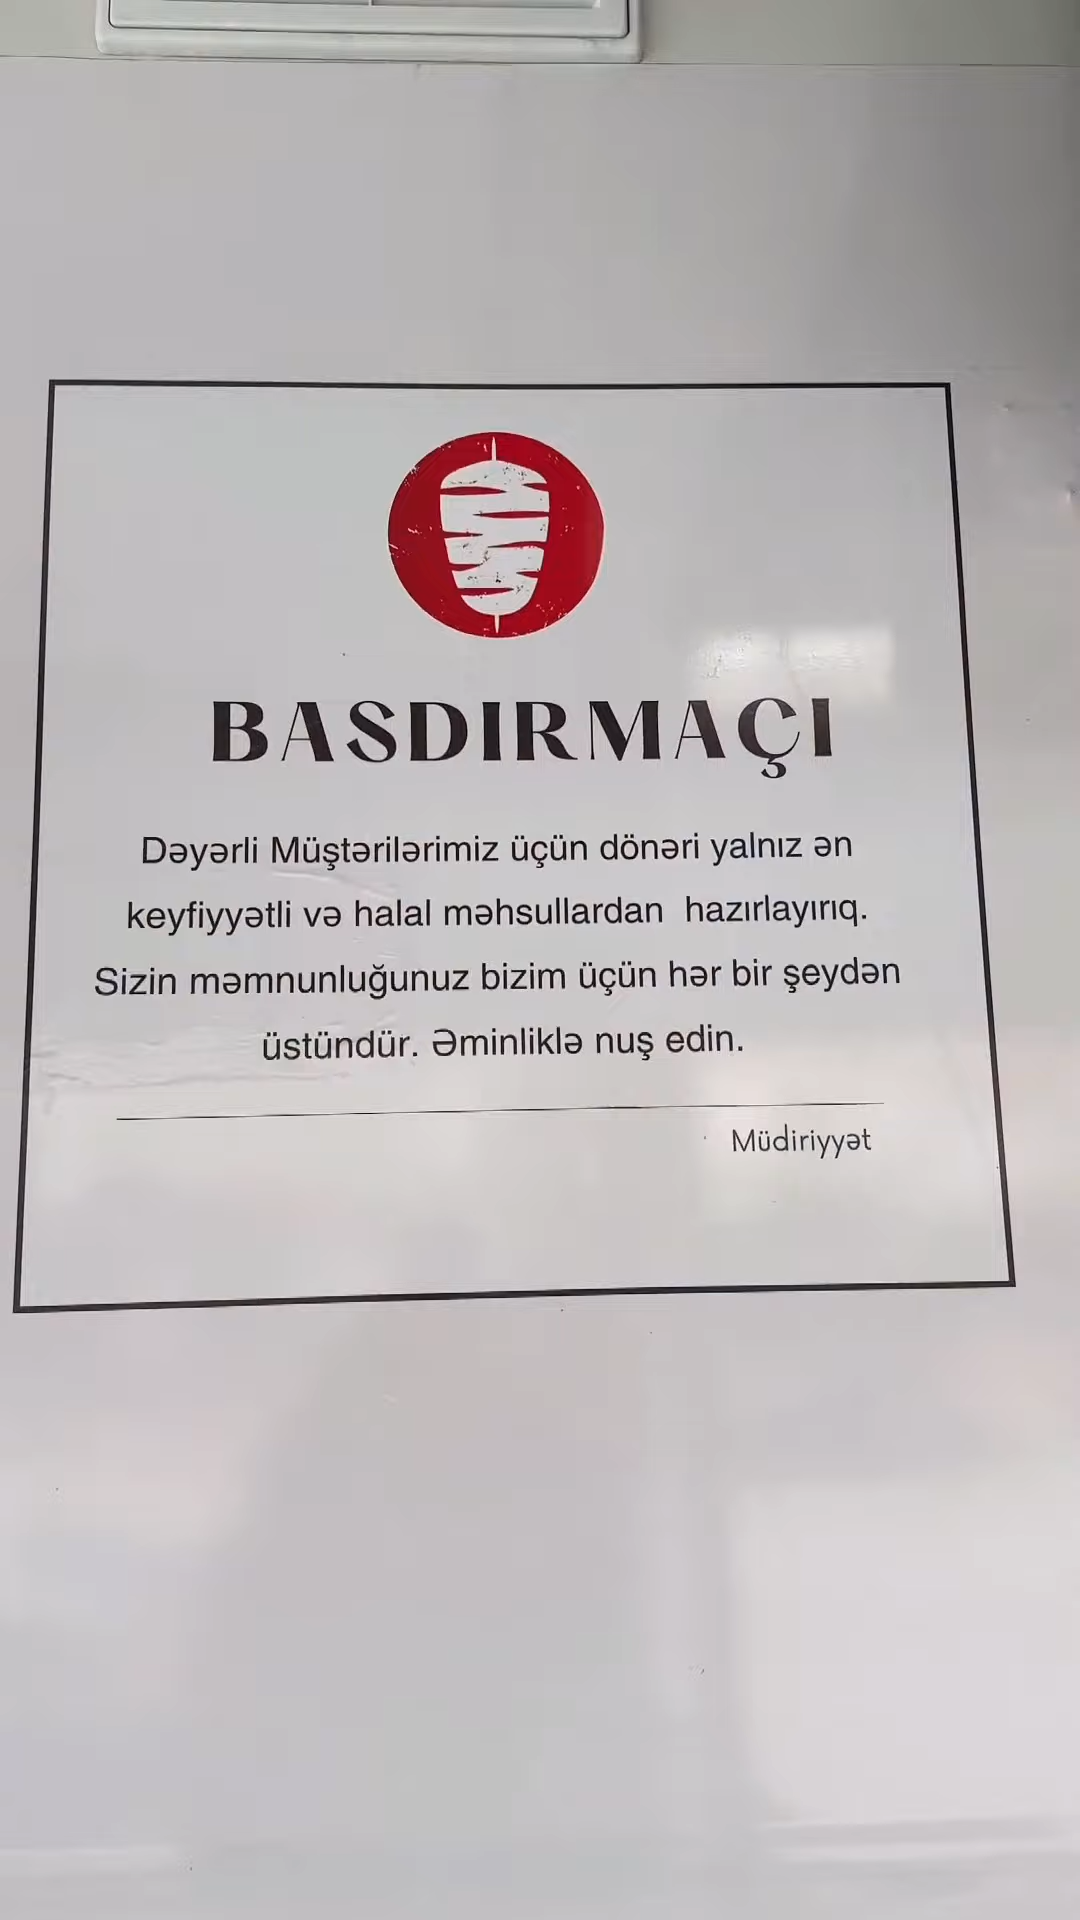 BASDIRMAÇI
Dəyərli Müştərilərimiz üçün dönəri yalnız ən
keyfiyyətli və halal məhsullardan hazırlayırıq.
Sizin məmnunluğunuz bizim üçün hər bir şeydən
üstündür. Əminliklə nuş edin.
Müdiriyyət